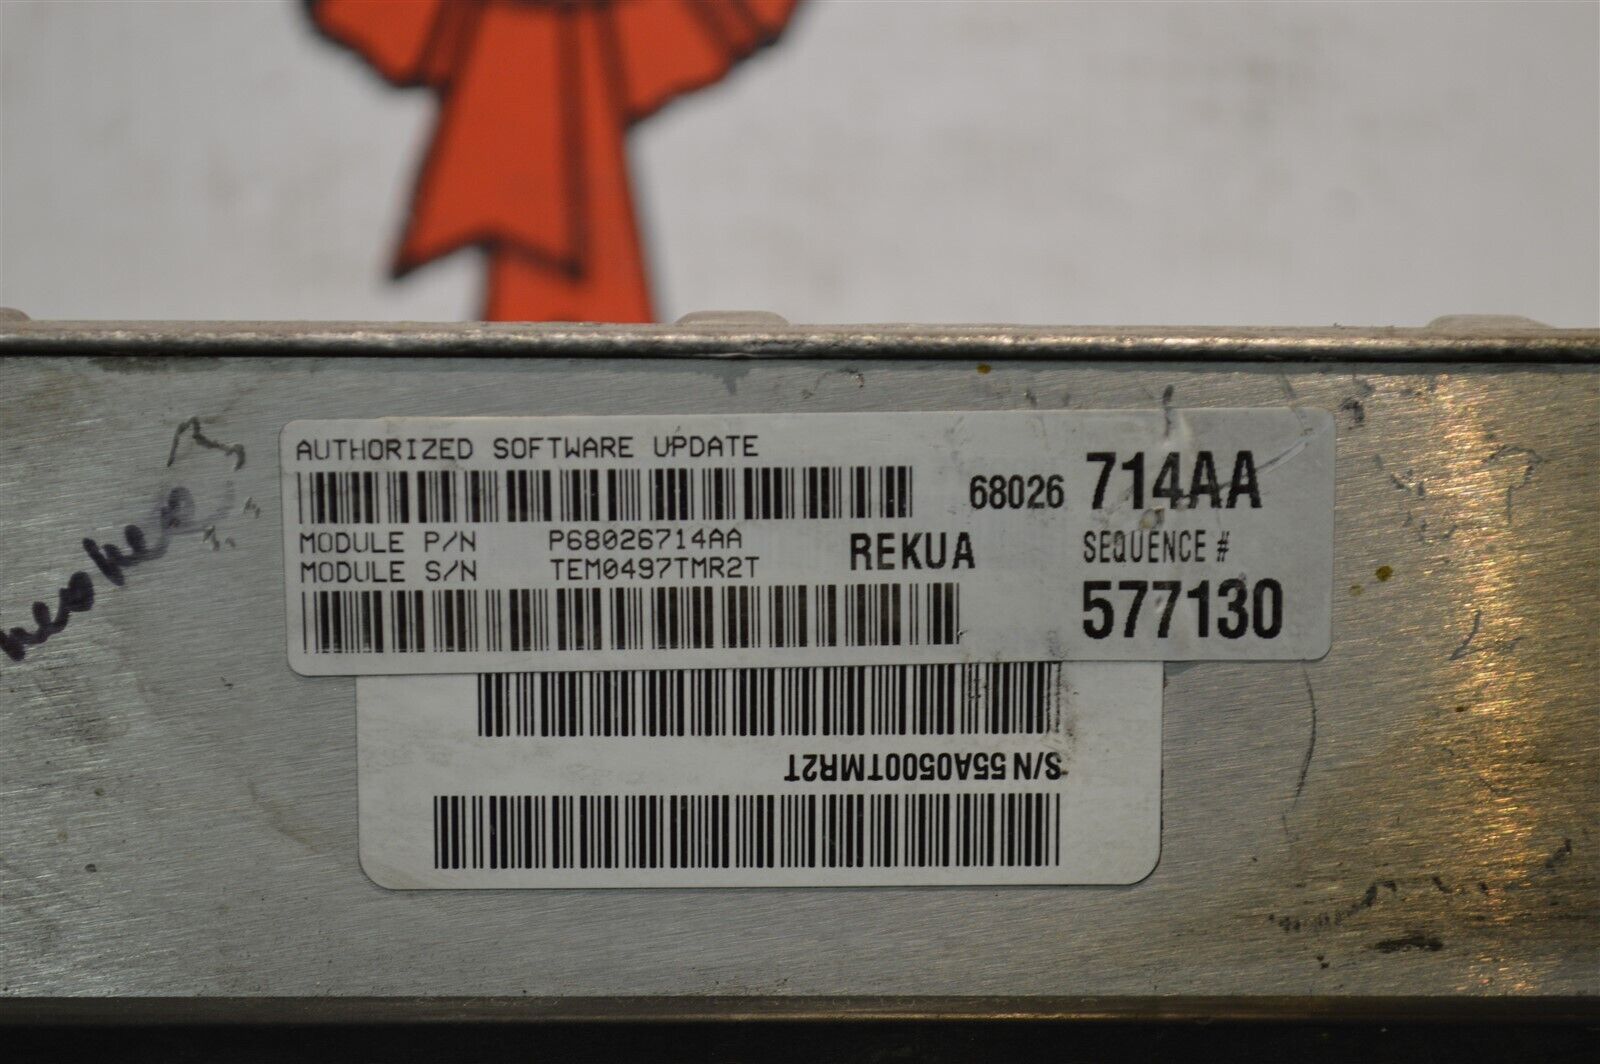 AUTHORIZED SOFTWARE UPDATE
68026 714AA
MODULE P/N P68026714AA
MODULE S/N TEM0497TMR2T
REKUA
SEQUENCE #
577130
S/N 55A0500TMR2T